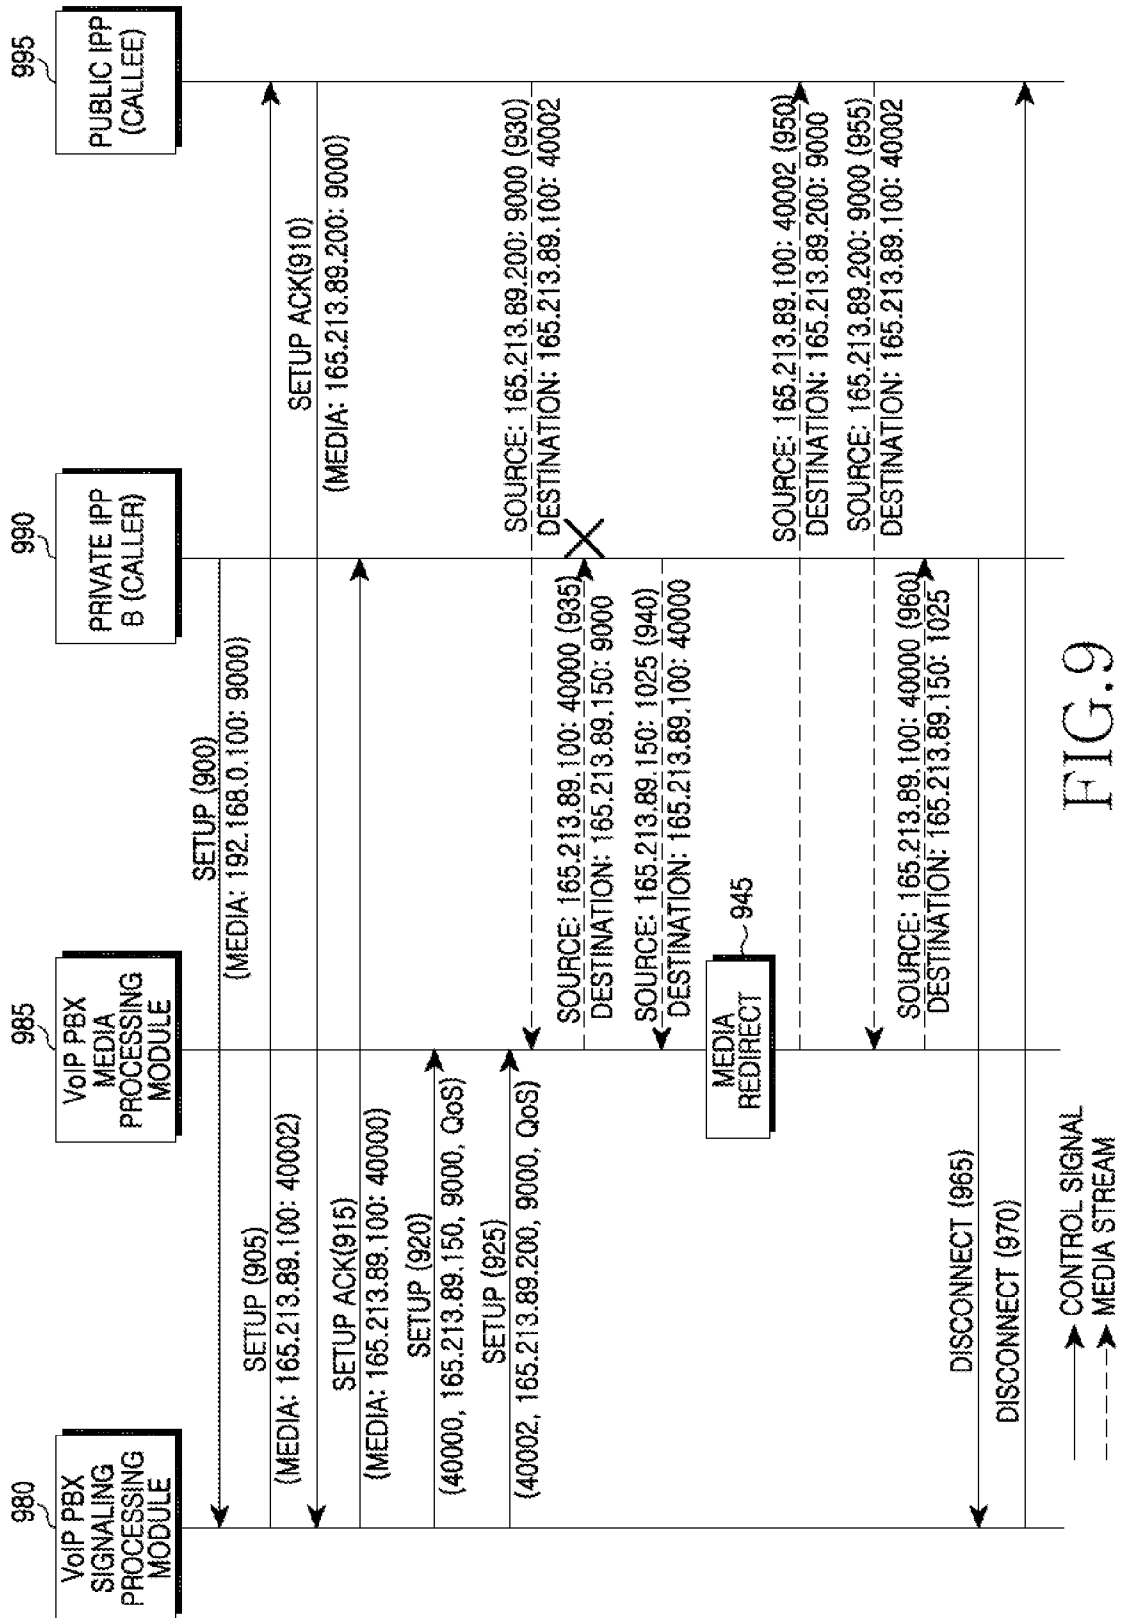 980
VoIP PBX
SIGNALING
PROCESSING
MODULE
985
VoIP PBX
MEDIA
PROCESSING
MODULE
990
PRIVATE IPP
B (CALLER)
995
PUBLIC IPP
(CALLEE)
SETUP (900)
(MEDIA: 192.168.0.100: 9000)
SETUP (905)
(MEDIA: 165.213.89.100: 40002)
SETUP ACK(910)
(MEDIA: 165.213.89.200: 9000)
SETUP ACK(915)
(MEDIA: 165.213.89.100: 40000)
SETUP (920)
(40000, 165.213.89.150, 9000, QoS)
SETUP (925)
(40002, 165.213.89.200, 9000, QoS)
SOURCE: 165.213.89.200: 9000 (930)
DESTINATION: 165.213.89.100: 40002
SOURCE: 165.213.89.100: 40000 (935)
DESTINATION: 165.213.89.150: 9000
SOURCE: 165.213.89.150: 1025 (940)
DESTINATION: 165.213.89.100: 40000
MEDIA
REDIRECT
945
SOURCE: 165.213.89.100: 40002 (950)
DESTINATION: 165.213.89.200: 9000
SOURCE: 165.213.89.200: 9000 (955)
DESTINATION: 165.213.89.100: 40002
SOURCE: 165.213.89.100: 40000 (960)
DESTINATION: 165.213.89.150: 1025
DISCONNECT (965)
DISCONNECT (970)
CONTROL SIGNAL
MEDIA STREAM
FIG.9